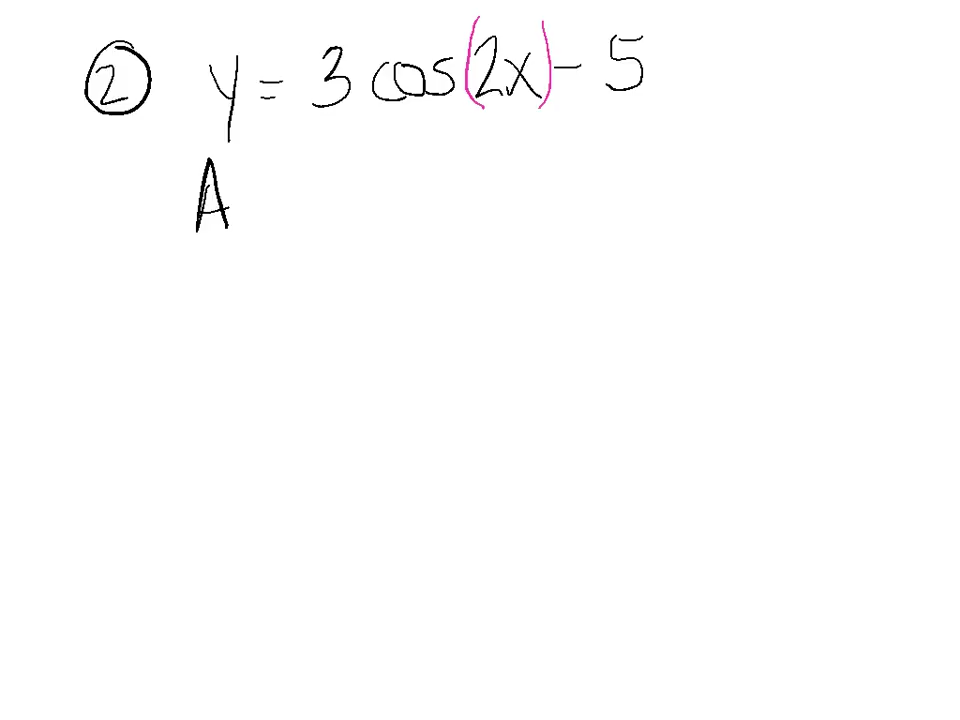 ② y = 3 cos(2x) - 5
A